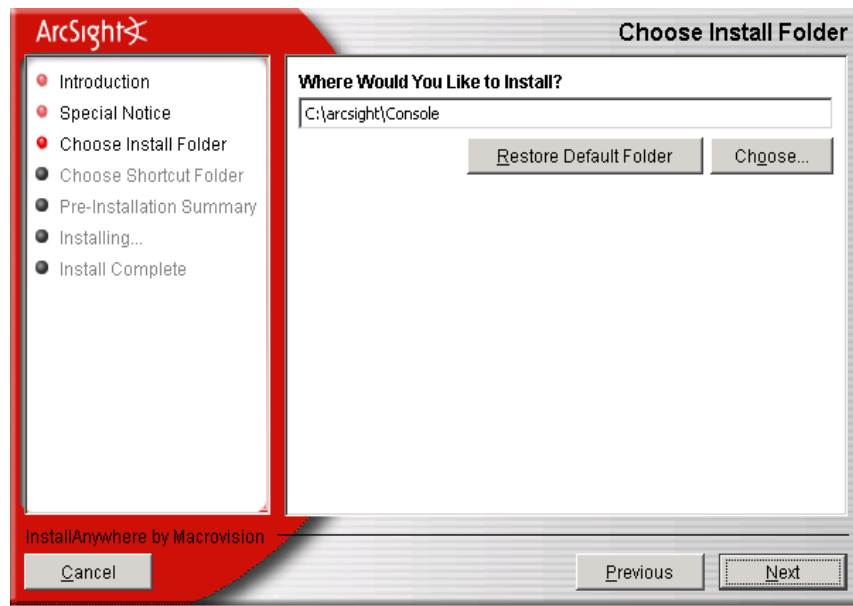 ArcSight
Choose Install Folder
Introduction
Special Notice
Choose Install Folder
Choose Shortcut Folder
Pre-Installation Summary
Installing...
Install Complete
Where Would You Like to Install?
C:\arcsight\Console
Restore Default Folder
Choose...
InstallAnywhere by Macrovision
Cancel
Previous
Next